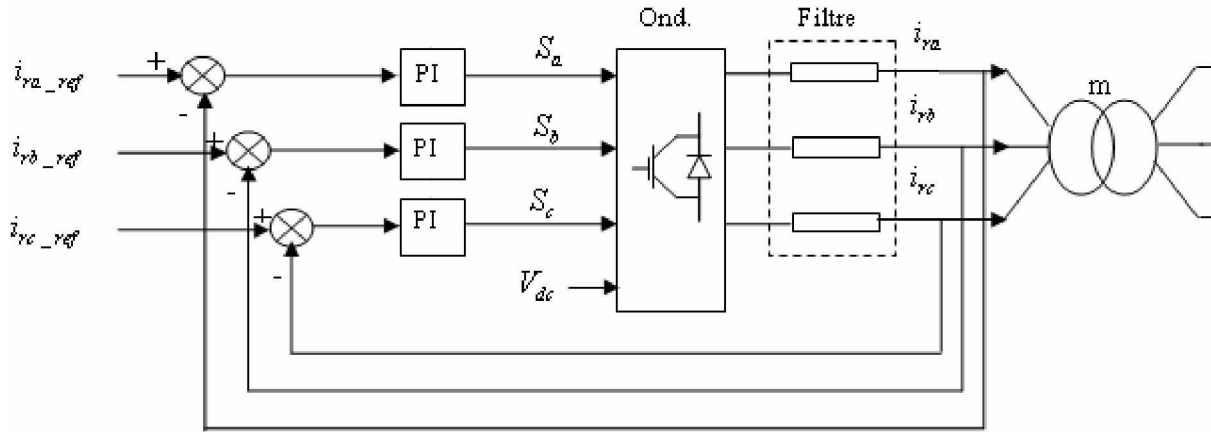 Ond.
Filtre
i_ra
i_ra_ref
+
-
PI
S_a
m
i_rb
i_rb_ref
+
-
PI
S_b
i_rc
i_rc_ref
+
-
PI
S_c
V_dc